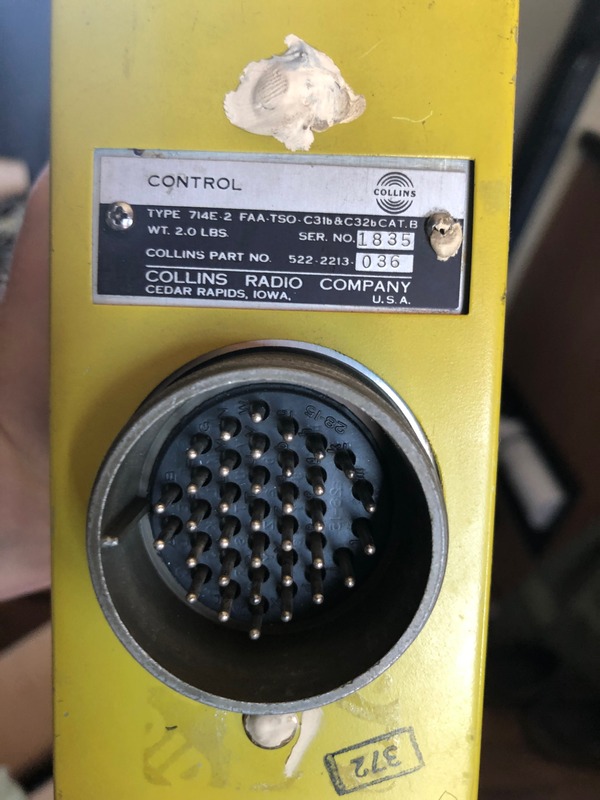 CONTROL
COLLINS
TYPE 714E-2 FAA-TSO-C31b&C32bCAT.B
WT. 2.0 LBS. SER. NO. 1835
COLLINS PART NO. 522-2213-036
COLLINS RADIO COMPANY
CEDAR RAPIDS, IOWA, U.S.A.
372